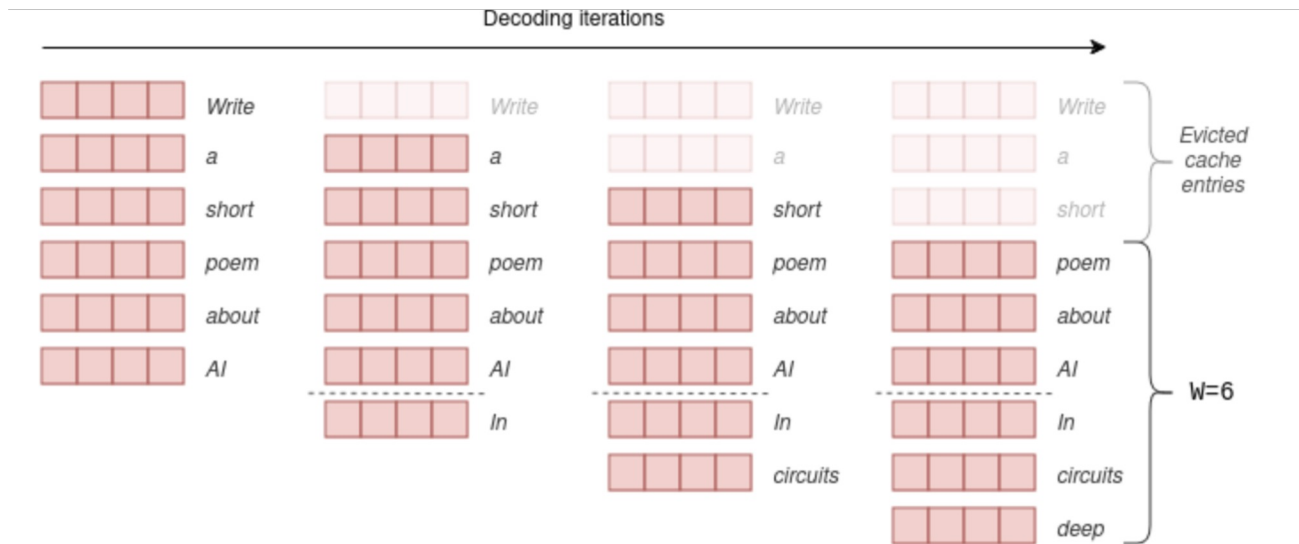 Decoding iterations
Write Write Write Write
a a a a
short short short short
poem poem poem poem
about about about about
AI AI AI AI
In In In
circuits circuits
deep
Evicted
cache
entries
W=6